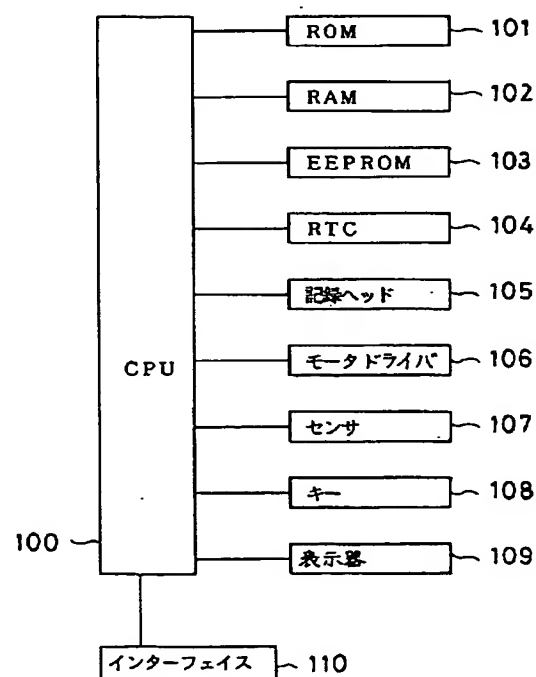 ROM 101
RAM 102
EEPROM 103
RTC 104
記録ヘッド 105
CPU
モータドライバ 106
センサ 107
キー 108
100
表示器 109
インターフェイス 110